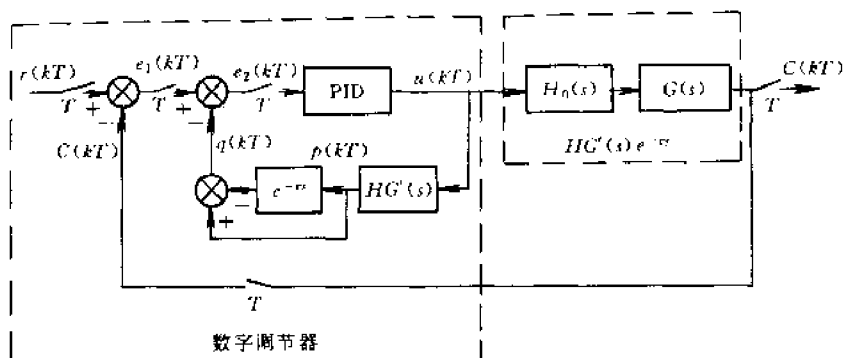 r(kT)
T
+
−
e₁(kT)
T
+
−
e₂(kT)
T
PID
u(kT)
H₀(s)
G(s)
C(kT)
T
HG'(s)e^{-τs}
C(kT)
q(kT)
p(kT)
−
+
e^{-τs}
HG'(s)
T
数字调节器